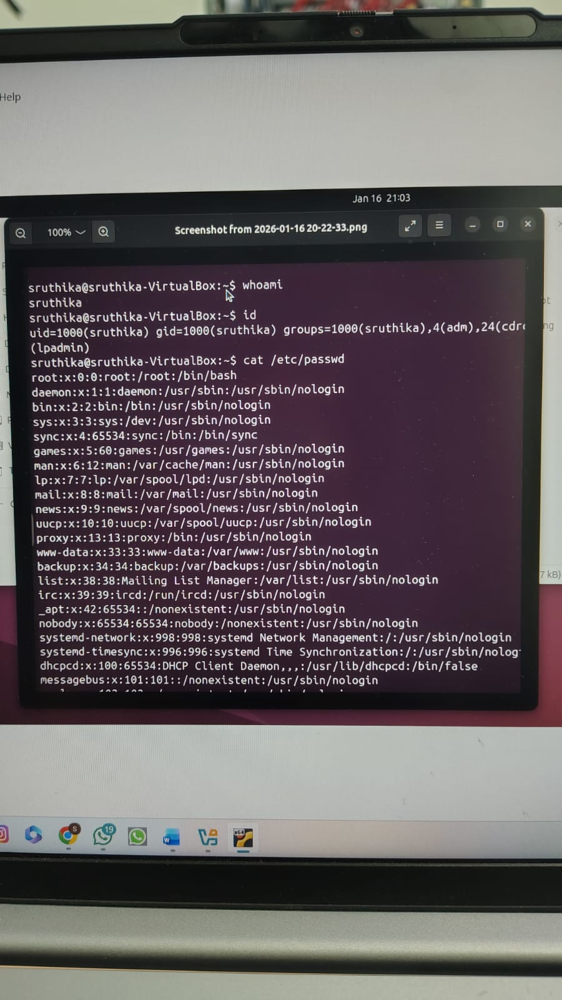 Help
Jan 16 21:03
100%
Screenshot from 2026-01-16 20-22-33.png
sruthika@sruthika-VirtualBox:~$ whoami
sruthika
sruthika@sruthika-VirtualBox:~$ id
uid=1000(sruthika) gid=1000(sruthika) groups=1000(sruthika),4(adm),24(cdr
(lpadmin)
sruthika@sruthika-VirtualBox:~$ cat /etc/passwd
root:x:0:0:root:/root:/bin/bash
daemon:x:1:1:daemon:/usr/sbin:/usr/sbin/nologin
bin:x:2:2:bin:/bin:/usr/sbin/nologin
sys:x:3:3:sys:/dev:/usr/sbin/nologin
sync:x:4:65534:sync:/bin:/bin/sync
games:x:5:60:games:/usr/games:/usr/sbin/nologin
man:x:6:12:man:/var/cache/man:/usr/sbin/nologin
lp:x:7:7:lp:/var/spool/lpd:/usr/sbin/nologin
mail:x:8:8:mail:/var/mail:/usr/sbin/nologin
news:x:9:9:news:/var/spool/news:/usr/sbin/nologin
uucp:x:10:10:uucp:/var/spool/uucp:/usr/sbin/nologin
proxy:x:13:13:proxy:/bin:/usr/sbin/nologin
www-data:x:33:33:www-data:/var/www:/usr/sbin/nologin
backup:x:34:34:backup:/var/backups:/usr/sbin/nologin
list:x:38:38:Mailing List Manager:/var/list:/usr/sbin/nologin
irc:x:39:39:ircd:/run/ircd:/usr/sbin/nologin
_apt:x:42:65534::/nonexistent:/usr/sbin/nologin
nobody:x:65534:65534:nobody:/nonexistent:/usr/sbin/nologin
systemd-network:x:998:998:systemd Network Management:/:/usr/sbin/nologin
systemd-timesync:x:996:996:systemd Time Synchronization:/:/usr/sbin/nolog
dhcpcd:x:100:65534:DHCP Client Daemon,,,:/usr/lib/dhcpcd:/bin/false
messagebus:x:101:101::/nonexistent:/usr/sbin/nologin
7 kB)
S
19
W
x64